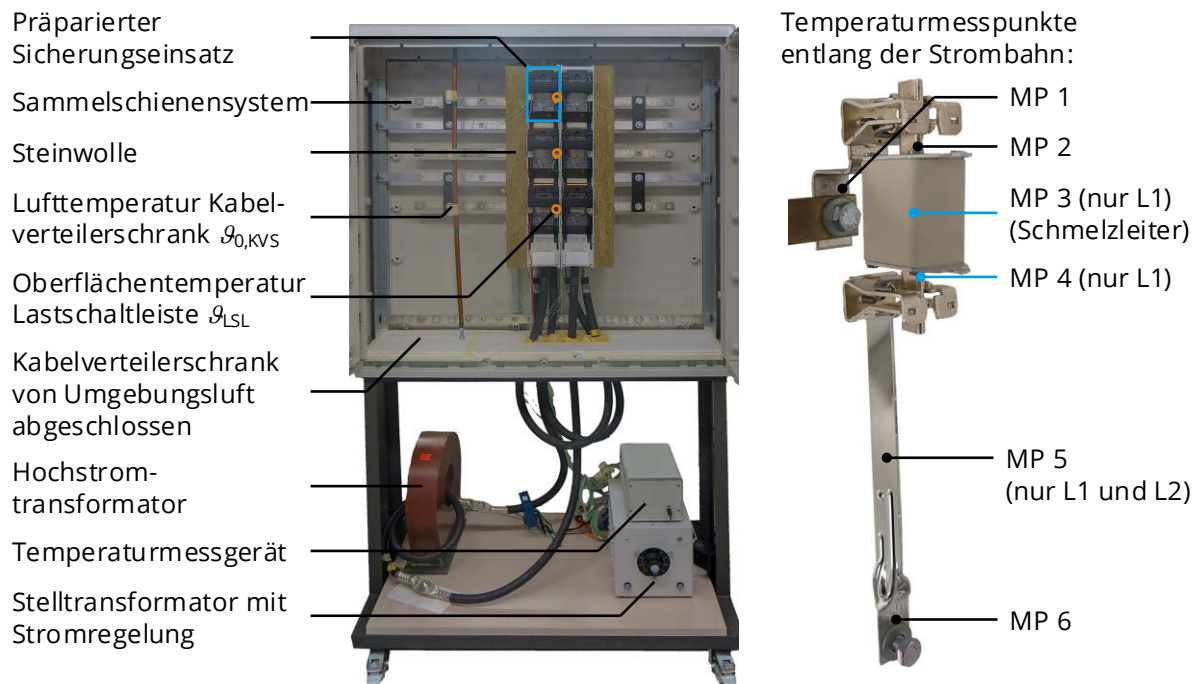 Präparierter
Sicherungseinsatz
Sammelschienensystem
Steinwolle
Lufttemperatur Kabel-
verteilerschrank 𝜗0,KVS
Oberflächentemperatur
Lastschaltleiste 𝜗LSL
Kabelverteilerschrank
von Umgebungsluft
abgeschlossen
Hochstrom-
transformator
Temperaturmessgerät
Stelltransformator mit
Stromregelung
Temperaturmesspunkte
entlang der Strombahn:
MP 1
MP 2
MP 3 (nur L1)
(Schmelzleiter)
MP 4 (nur L1)
MP 5
(nur L1 und L2)
MP 6